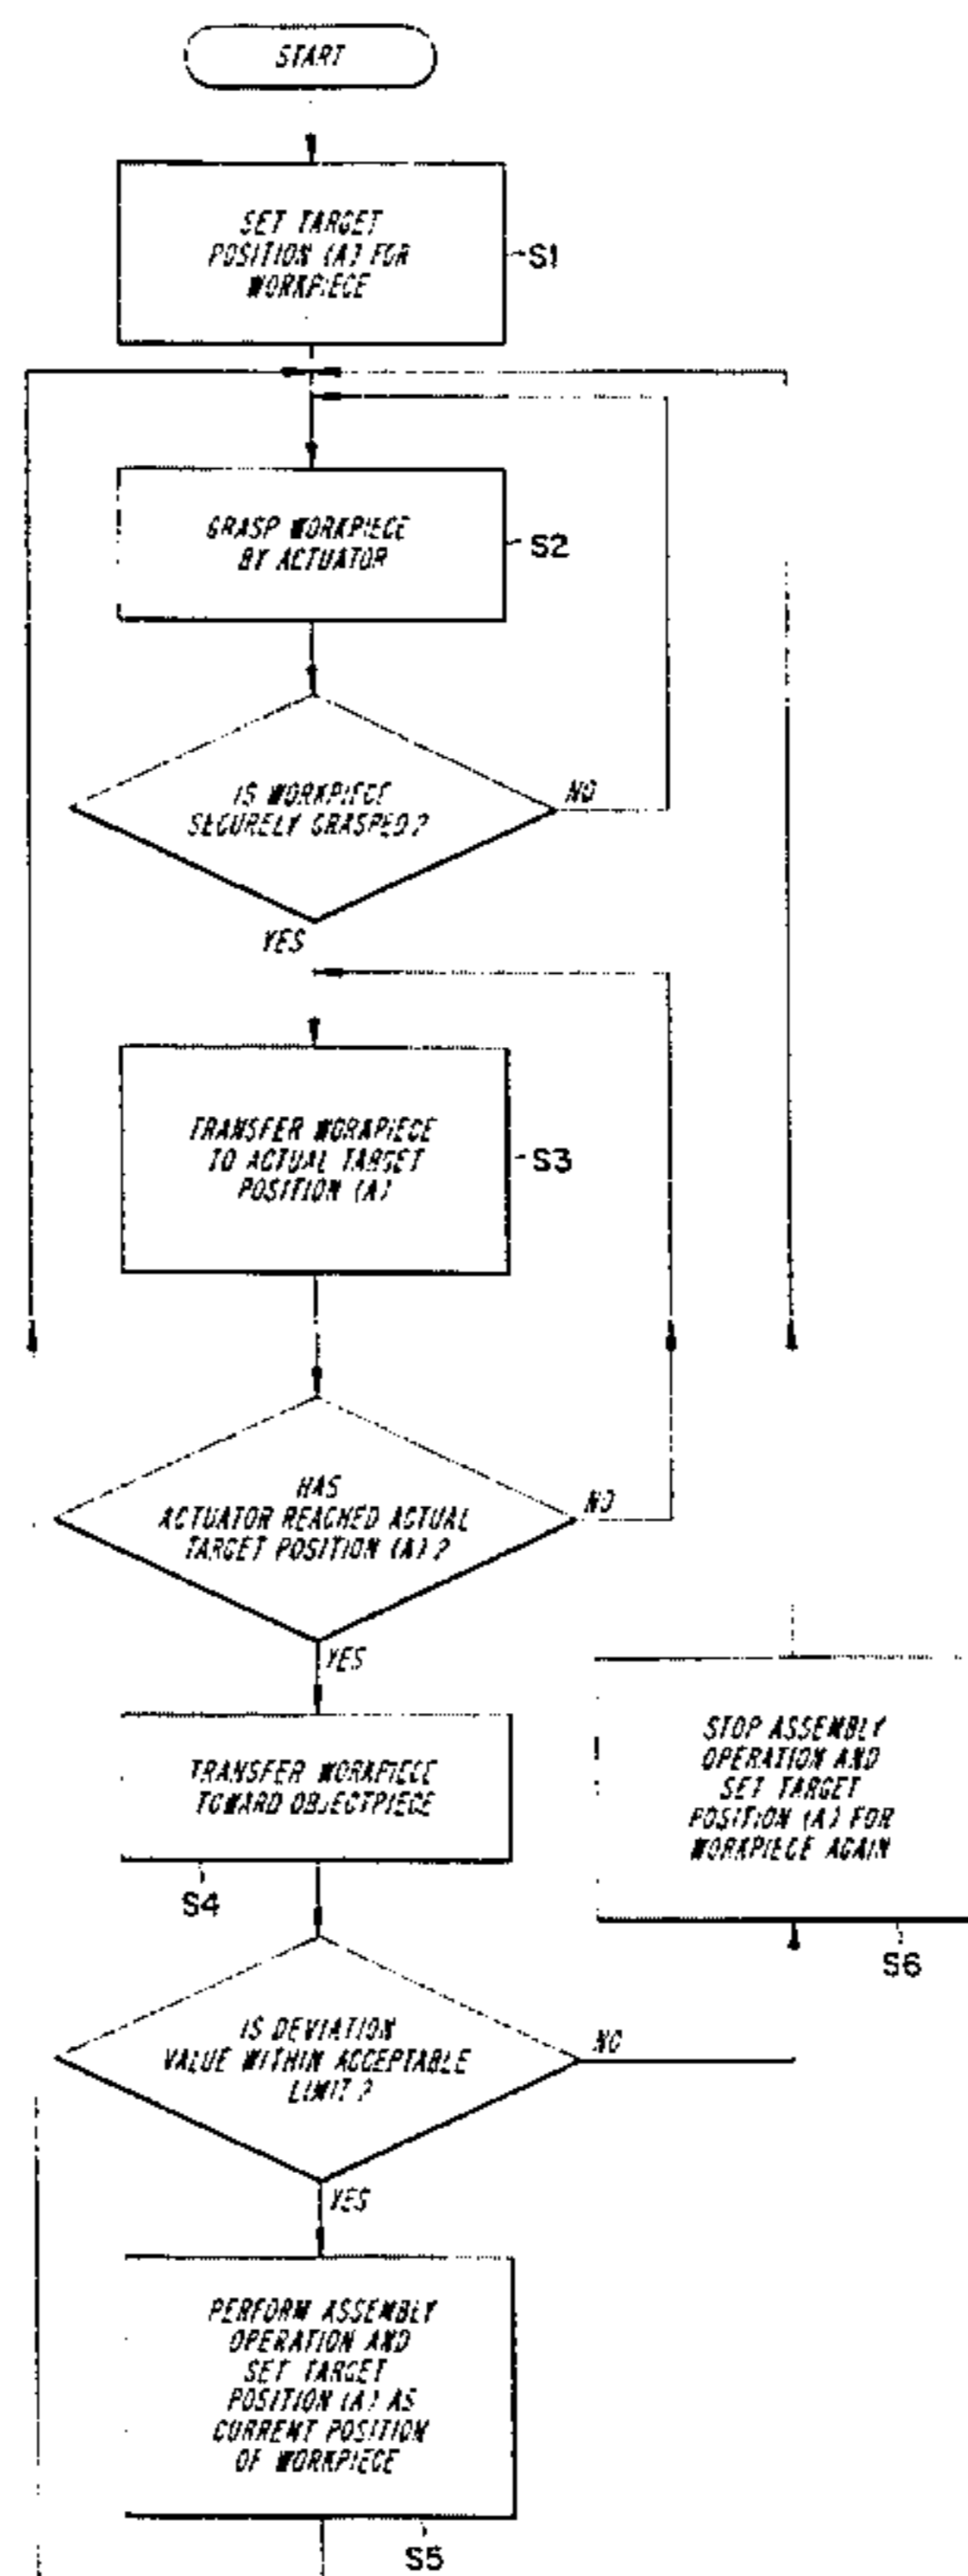 START
SET TARGET
POSITION (A) FOR
WORKPIECE
S1
GRASP WORKPIECE
BY ACTUATOR
S2
IS WORKPIECE
SECURELY GRASPED?
NO
YES
TRANSFER WORKPIECE
TO ACTUAL TARGET
POSITION (A)
S3
HAS
ACTUATOR REACHED ACTUAL
TARGET POSITION (A)?
NO
YES
TRANSFER WORKPIECE
TOWARD OBJECTPIECE
S4
STOP ASSEMBLY
OPERATION AND
SET TARGET
POSITION (A) FOR
WORKPIECE AGAIN
S6
IS DEVIATION
VALUE WITHIN ACCEPTABLE
LIMIT?
NO
YES
PERFORM ASSEMBLY
OPERATION AND
SET TARGET
POSITION (A) AS
CURRENT POSITION
OF WORKPIECE
S5